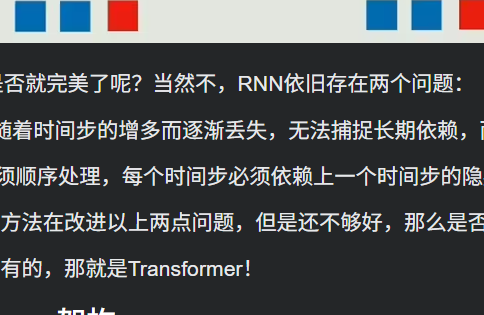 是否就完美了呢？当然不，RNN依旧存在两个问题：
随着时间步的增多而逐渐丢失，无法捕捉长期依赖，而
须顺序处理，每个时间步必须依赖上一个时间步的隐
方法在改进以上两点问题，但是还不够好，那么是否
有的，那就是Transformer！